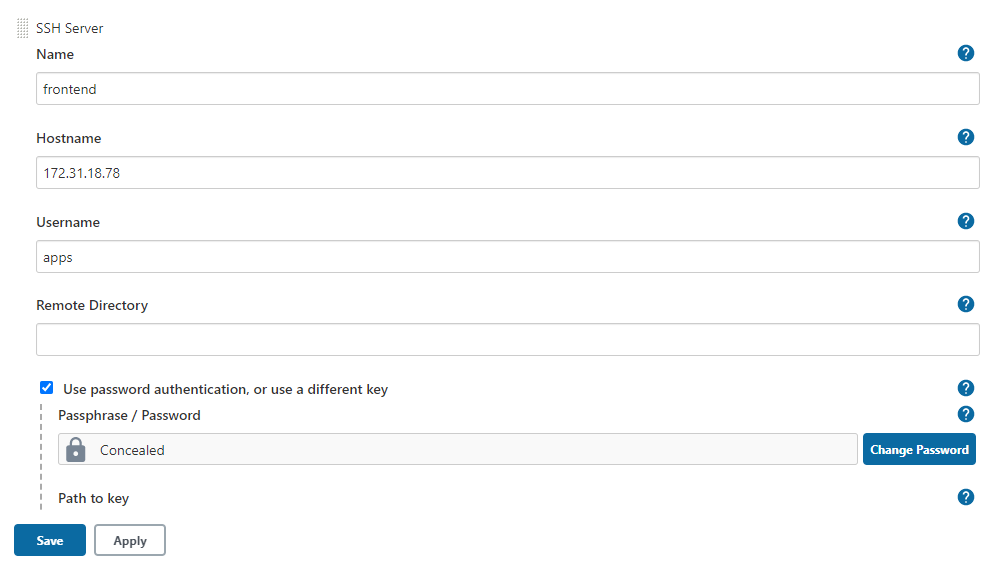 SSH Server
Name
?
frontend
Hostname
?
172.31.18.78
Username
?
apps
Remote Directory
?
Use password authentication, or use a different key
?
Passphrase / Password
?
Concealed
Change Password
Path to key
?
Save
Apply